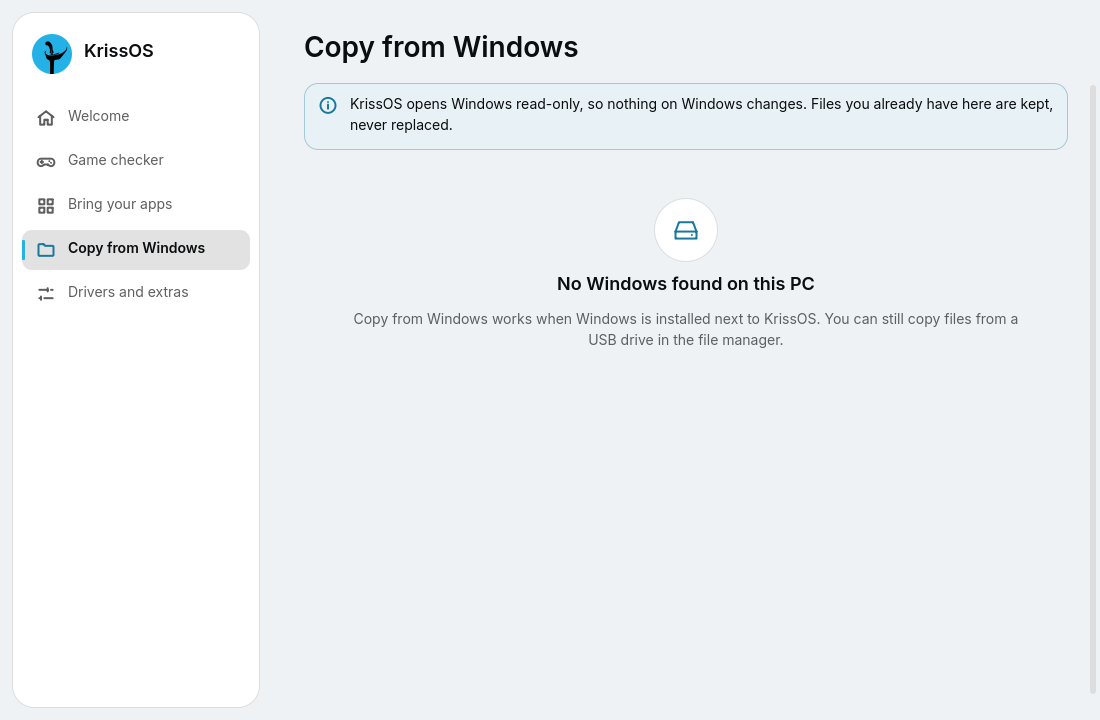 KrissOS
Welcome
Game checker
Bring your apps
Copy from Windows
Drivers and extras
Copy from Windows
KrissOS opens Windows read-only, so nothing on Windows changes. Files you already have here are kept,
never replaced.
No Windows found on this PC
Copy from Windows works when Windows is installed next to KrissOS. You can still copy files from a
USB drive in the file manager.